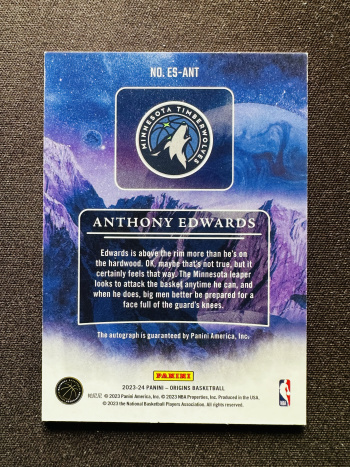 NO. ES-ANT
MINNESOTA TIMBERWOLVES
ANTHONY EDWARDS
Edwards is above the rim more than he's on
the hardwood. OK, maybe that's not true, but it
certainly feels that way. The Minnesota leaper
looks to attack the basket anytime he can, and
when he does, big men better be prepared for a
face full of the guard's knees.
The autograph is guaranteed by Panini America, Inc.
PANINI
2023-24 PANINI – ORIGINS BASKETBALL
© 2023 Panini America, Inc. © 2023 NBA Properties, Inc. Produced in the USA.
© 2023 the National Basketball Players Association. All rights reserved.